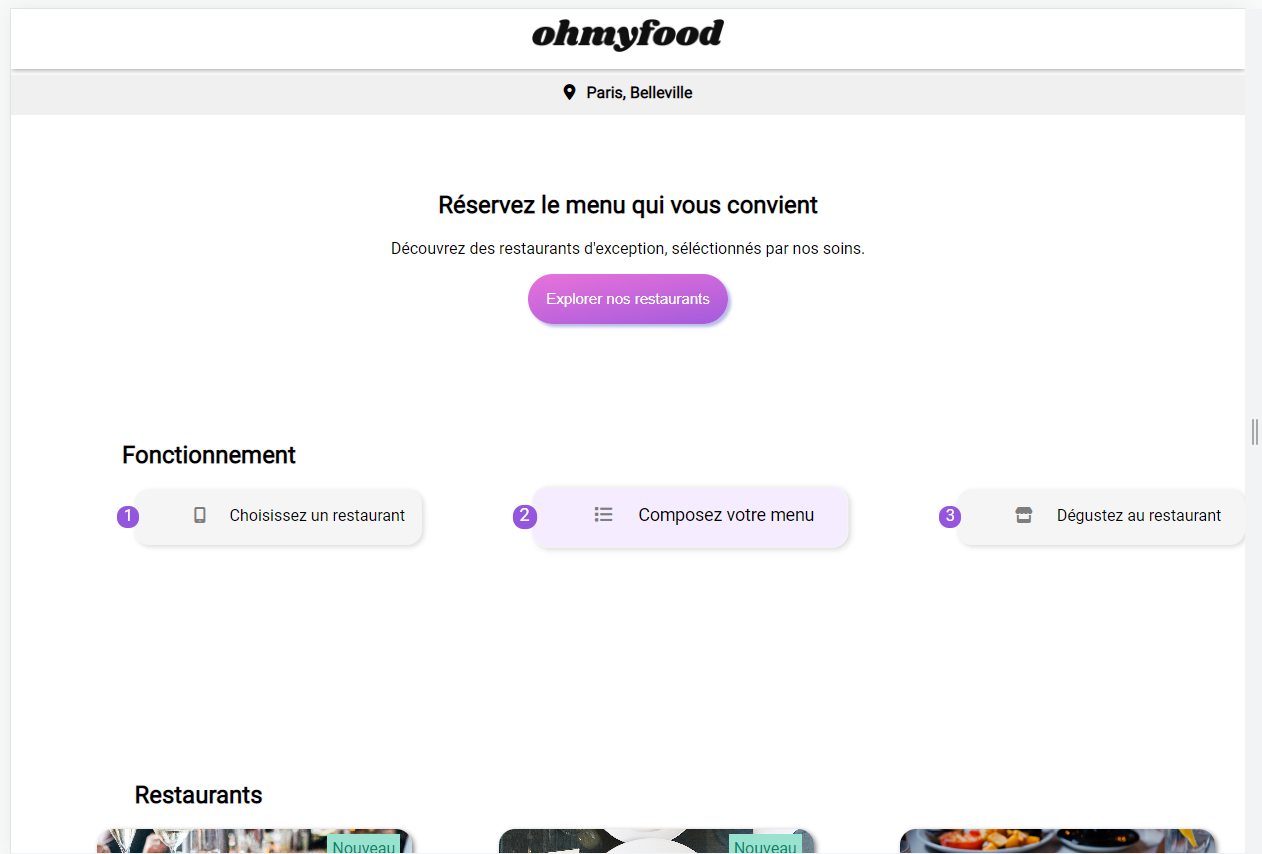 ohmyfood
Paris, Belleville
Réservez le menu qui vous convient
Découvrez des restaurants d'exception, séléctionnés par nos soins.
Explorer nos restaurants
Fonctionnement
1 Choisissez un restaurant
2 Composez votre menu
3 Dégustez au restaurant
Restaurants
Nouveau
Nouveau